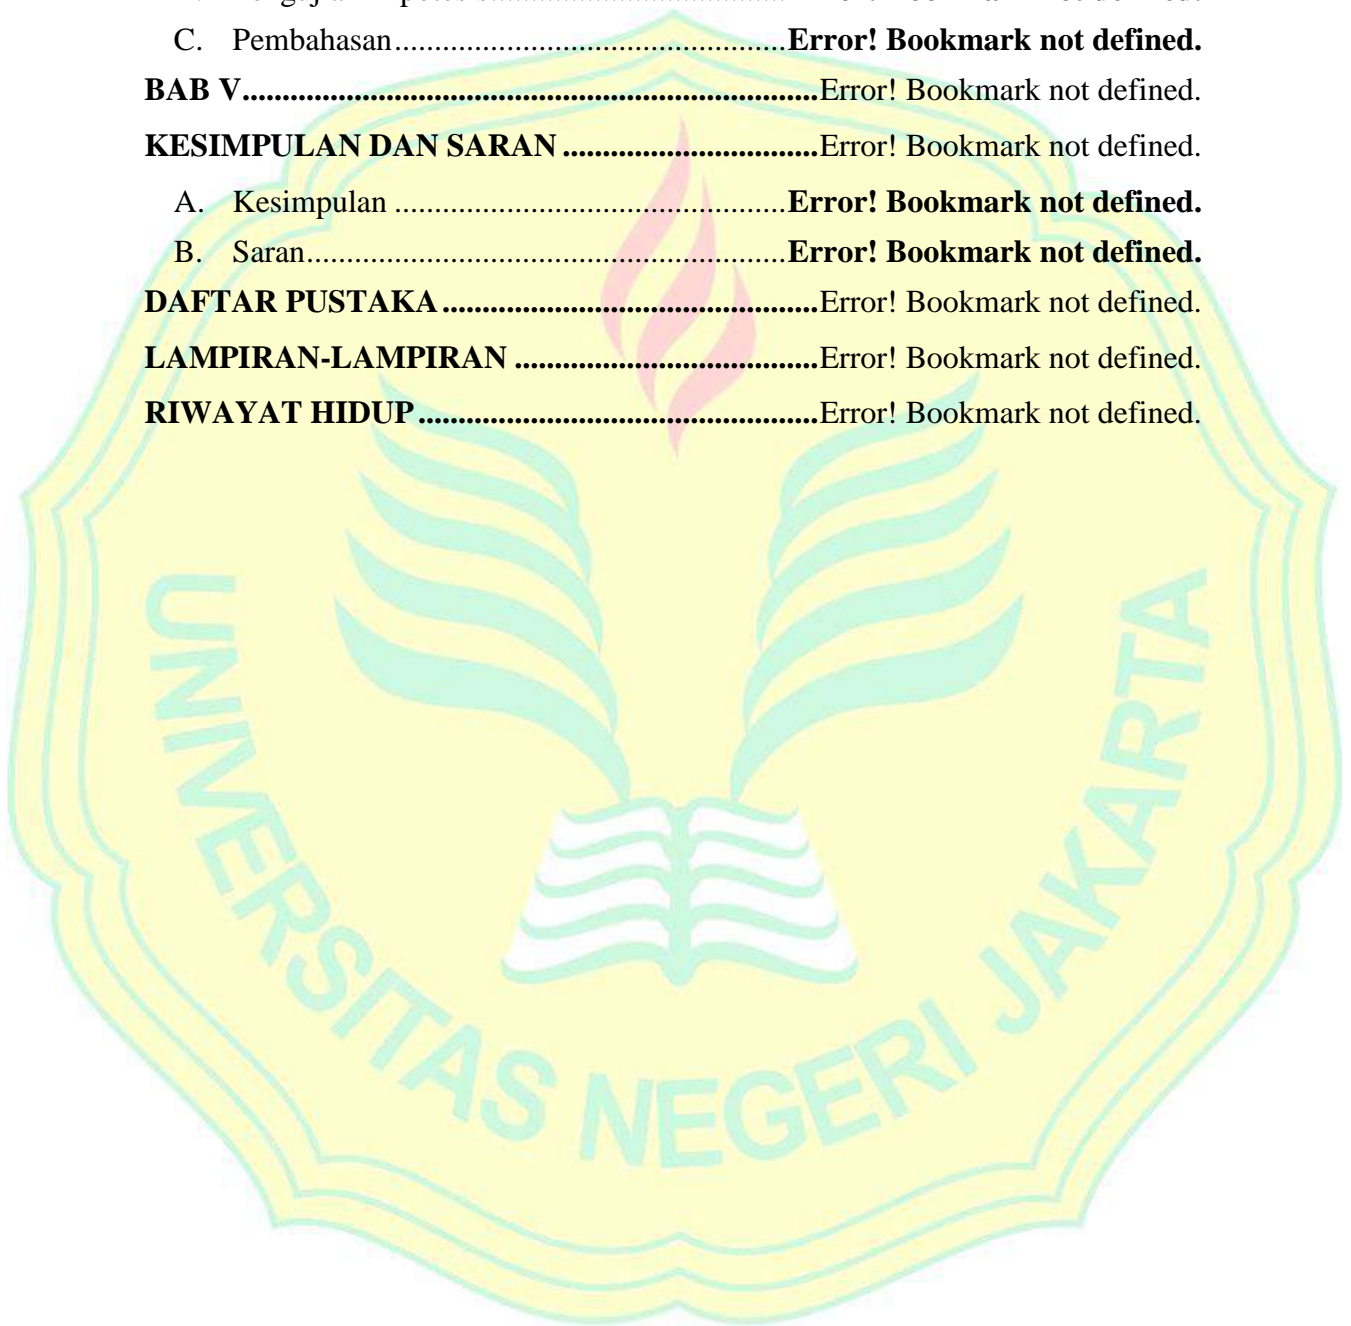 C. Pembahasan..................................................Error! Bookmark not defined.
BAB V.........................................................................Error! Bookmark not defined.
KESIMPULAN DAN SARAN ................................Error! Bookmark not defined.
A. Kesimpulan ..................................................Error! Bookmark not defined.
B. Saran.............................................................Error! Bookmark not defined.
DAFTAR PUSTAKA ...............................................Error! Bookmark not defined.
LAMPIRAN-LAMPIRAN ......................................Error! Bookmark not defined.
RIWAYAT HIDUP ..................................................Error! Bookmark not defined.
UNIVERSITAS NEGERI JAKARTA